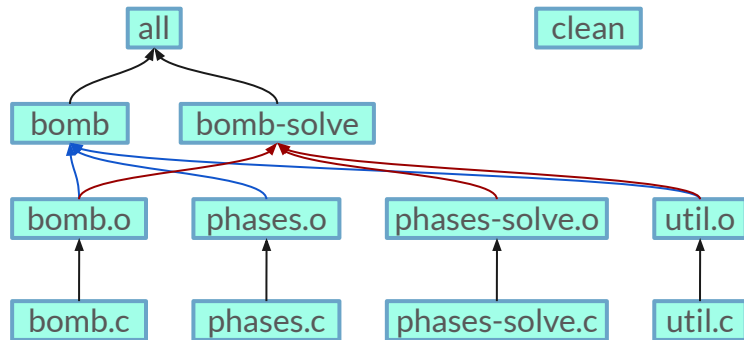 all
clean
bomb
bomb-solve
bomb.o
phases.o
phases-solve.o
util.o
bomb.c
phases.c
phases-solve.c
util.c